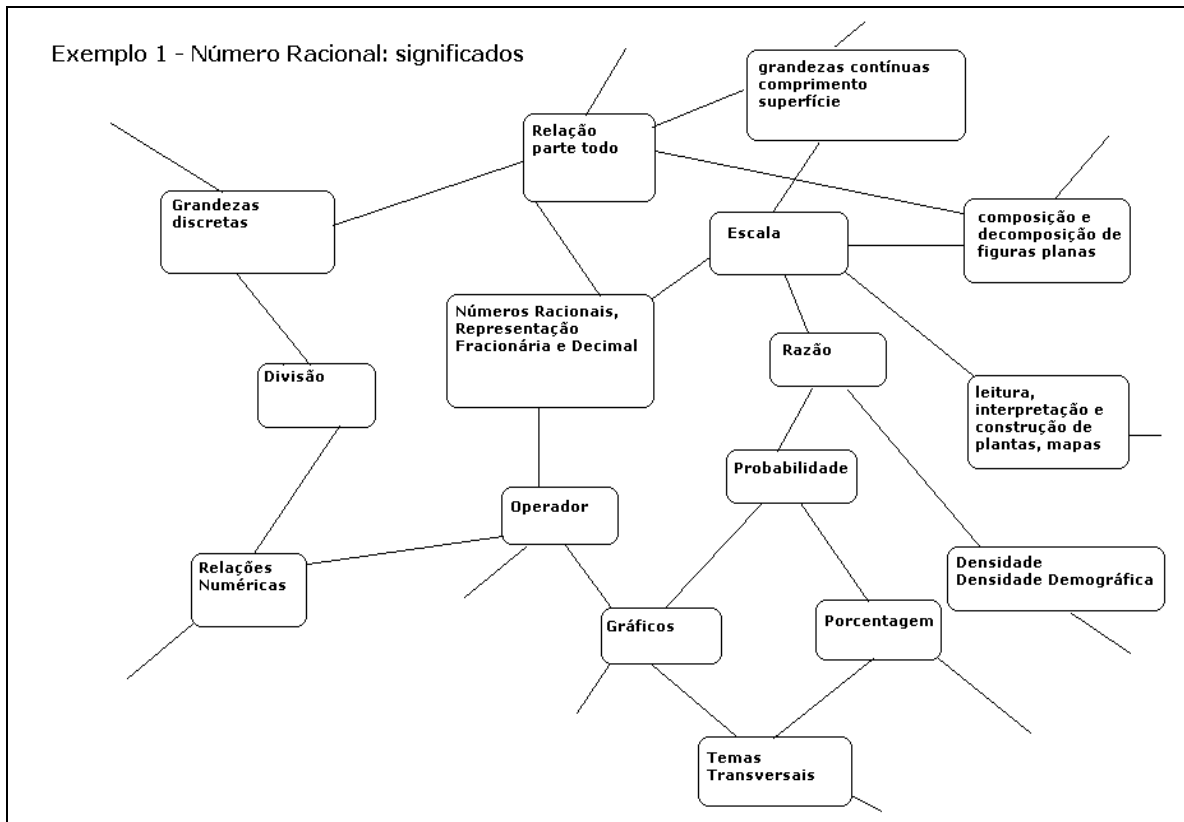 Exemplo 1 - Número Racional: significados
grandezas contínuas
comprimento
superfície
Relação
parte todo
Grandezas
discretas
composição e
decomposição de
figuras planas
Escala
Números Racionais,
Representação
Fracionária e Decimal
Razão
Divisão
leitura,
interpretação e
construção de
plantas, mapas
Probabilidade
Operador
Relações
Numéricas
Densidade
Densidade Demográfica
Gráficos
Porcentagem
Temas
Transversais